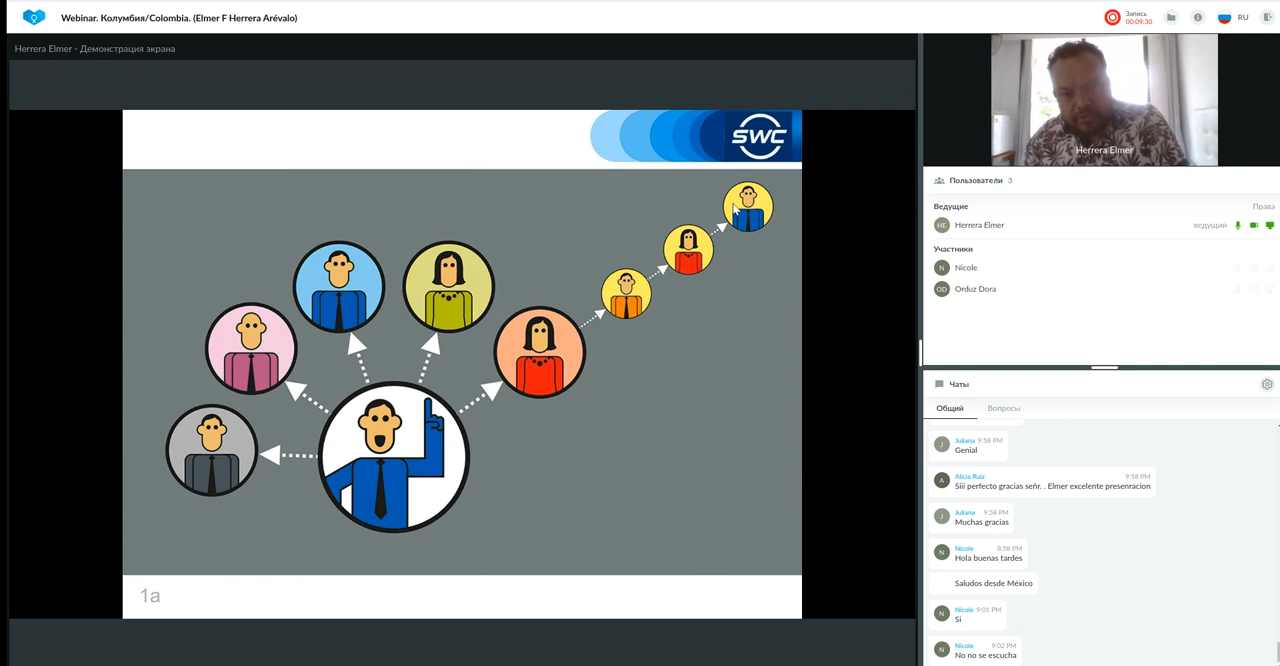 Webinar. Колумбия/Colombia. (Elmer F Herrera Arévalo)
Запись
00:09:30
RU
Herrera Elmer - Демонстрация экрана
SWC
1a
Herrera Elmer
Пользователи 3
Ведущие Права
HE Herrera Elmer ведущий
Участники
N Nicole
OD Orduz Dora
Чаты
Общий Вопросы
J Juliana 9:58 PM
Genial
A Alicia Ruiz 9:58 PM
Siii perfecto gracias señr. . Elmer excelente presenracion
Juliana 9:58 PM
J Muchas gracias
Nicole 8:58 PM
N Hola buenas tardes
Saludos desde México
N Nicole 9:01 PM
Si
N Nicole 9:02 PM
No no se escucha